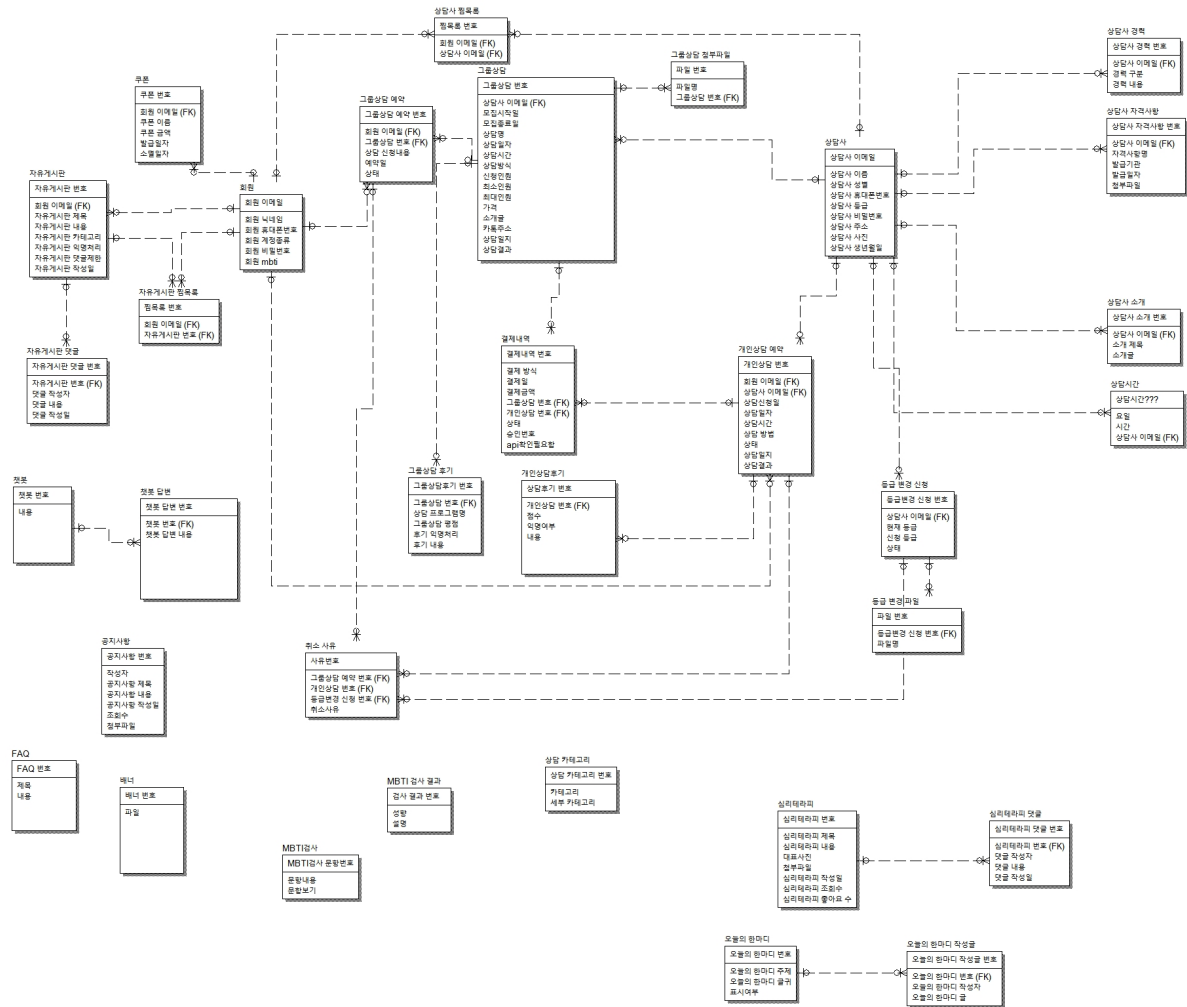 상담사 찜목록
찜목록 번호
회원 이메일 (FK)
상담사 이메일 (FK)
상담사 경력
상담사 경력 번호
상담사 이메일 (FK)
경력 구분
경력 내용
그룹상담 첨부파일
파일 번호
파일명
그룹상담 번호 (FK)
그룹상담
그룹상담 번호
상담사 이메일 (FK)
모집시작일
모집종료일
상담명
상담일자
상담시간
상담방식
신청인원
최소인원
최대인원
가격
소개글
카톡주소
상담일지
상담결과
쿠폰
쿠폰 번호
회원 이메일 (FK)
쿠폰 이름
쿠폰 금액
발급일자
소멸일자
그룹상담 예약
그룹상담 예약 번호
회원 이메일 (FK)
그룹상담 번호 (FK)
상담 신청내용
예약일
상태
상담사 자격사항
상담사 자격사항 번호
상담사 이메일 (FK)
자격사항명
발급기관
발급일자
첨부파일
상담사
상담사 이메일
상담사 이름
상담사 성별
상담사 휴대폰번호
상담사 등급
상담사 비밀번호
상담사 주소
상담사 사진
상담사 생년월일
자유게시판
자유게시판 번호
회원 이메일 (FK)
자유게시판 제목
자유게시판 내용
자유게시판 카테고리
자유게시판 익명처리
자유게시판 댓글제한
자유게시판 작성일
회원
회원 이메일
회원 닉네임
회원 휴대폰번호
회원 계정종류
회원 비밀번호
회원 mbti
자유게시판 찜목록
찜목록 번호
회원 이메일 (FK)
자유게시판 번호 (FK)
상담사 소개
상담사 소개 번호
상담사 이메일 (FK)
소개 제목
소개글
자유게시판 댓글
자유게시판 댓글 번호
자유게시판 번호 (FK)
댓글 작성자
댓글 내용
댓글 작성일
결제내역
결제내역 번호
결제 방식
결제일
결제금액
그룹상담 번호 (FK)
개인상담 번호 (FK)
상태
승인번호
api확인필요함
개인상담 예약
개인상담 번호
회원 이메일 (FK)
상담사 이메일 (FK)
상담신청일
상담일자
상담시간
상담 방법
상태
상담일지
상담결과
상담시간
상담시간???
요일
시간
상담사 이메일 (FK)
그룹상담 후기
그룹상담후기 번호
그룹상담 번호 (FK)
상담 프로그램명
그룹상담 평점
후기 익명처리
후기 내용
개인상담후기
상담후기 번호
개인상담 번호 (FK)
점수
익명여부
내용
챗봇
챗봇 번호
내용
챗봇 답변
챗봇 답변 번호
챗봇 번호 (FK)
챗봇 답변 내용
등급 변경 신청
등급변경 신청 번호
상담사 이메일 (FK)
현재 등급
신청 등급
상태
등급 변경 파일
파일 번호
등급변경 신청 번호 (FK)
파일명
공지사항
공지사항 번호
작성자
공지사항 제목
공지사항 내용
공지사항 작성일
조회수
첨부파일
취소 사유
사유번호
그룹상담 예약 번호 (FK)
개인상담 번호 (FK)
등급변경 신청 번호 (FK)
취소사유
FAQ
FAQ 번호
제목
내용
배너
배너 번호
파일
MBTI 검사 결과
검사 결과 번호
성향
설명
상담 카테고리
상담 카테고리 번호
카테고리
세부 카테고리
MBTI검사
MBTI검사 문항번호
문항내용
문항보기
심리테라피
심리테라피 번호
심리테라피 제목
심리테라피 내용
대표사진
첨부파일
심리테라피 작성일
심리테라피 조회수
심리테라피 좋아요 수
심리테라피 댓글
심리테라피 댓글 번호
심리테라피 번호 (FK)
댓글 작성자
댓글 내용
댓글 작성일
오늘의 한마디
오늘의 한마디 번호
오늘의 한마디 주제
오늘의 한마디 글귀
표시여부
오늘의 한마디 작성글
오늘의 한마디 작성글 번호
오늘의 한마디 번호 (FK)
오늘의 한마디 작성자
오늘의 한마디 글